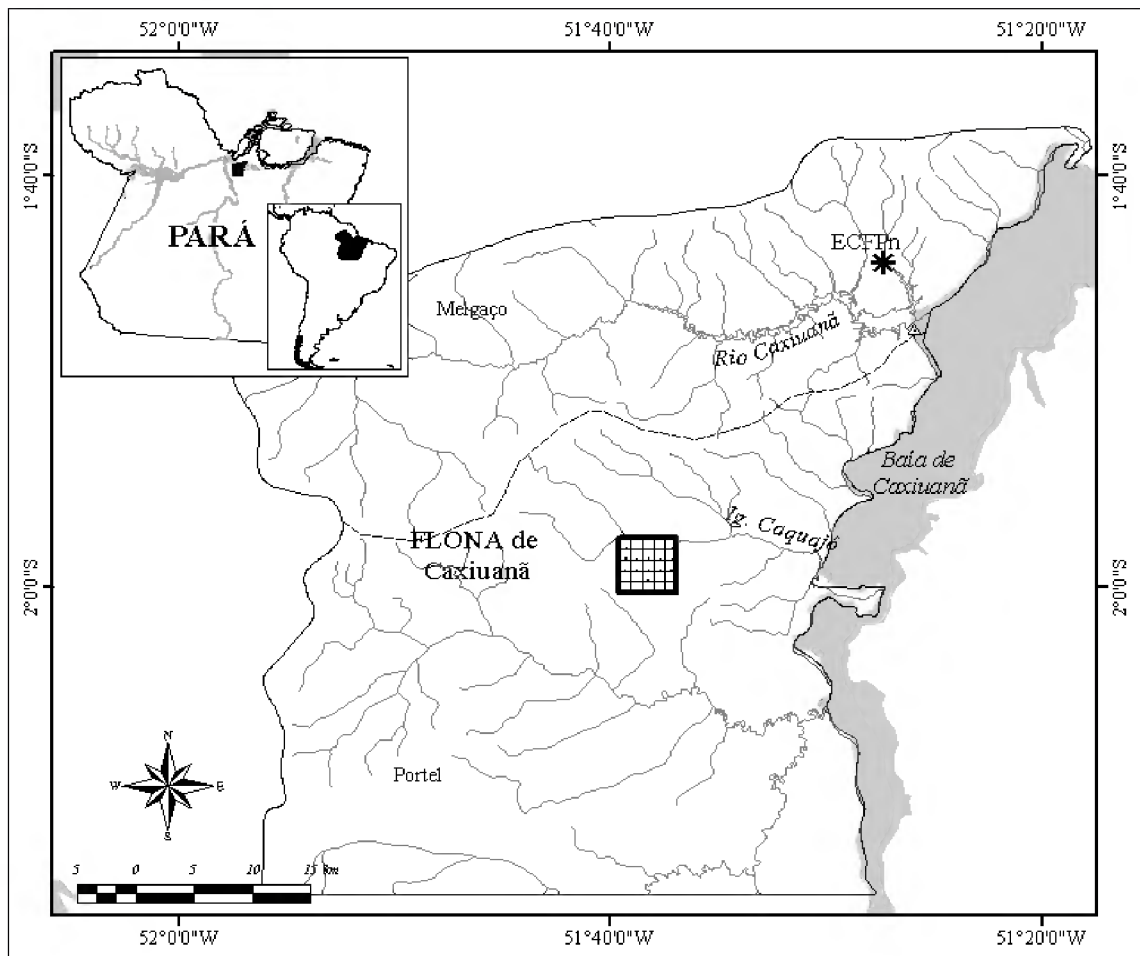 52°0'0"W 51°40'0"W 51°20'0"W
1°40'0"S
1°40'0"S
PARÁ
ECFPn
Melgaço
Rio Caxiuanã
Baía de
Caxiuanã
Ig. Caquajó
FLONA de
Caxiuanã
2°0'0"S
2°0'0"S
Portel
N
W E
S
5 0 5 10 15 km
52°0'0"W 51°40'0"W 51°20'0"W